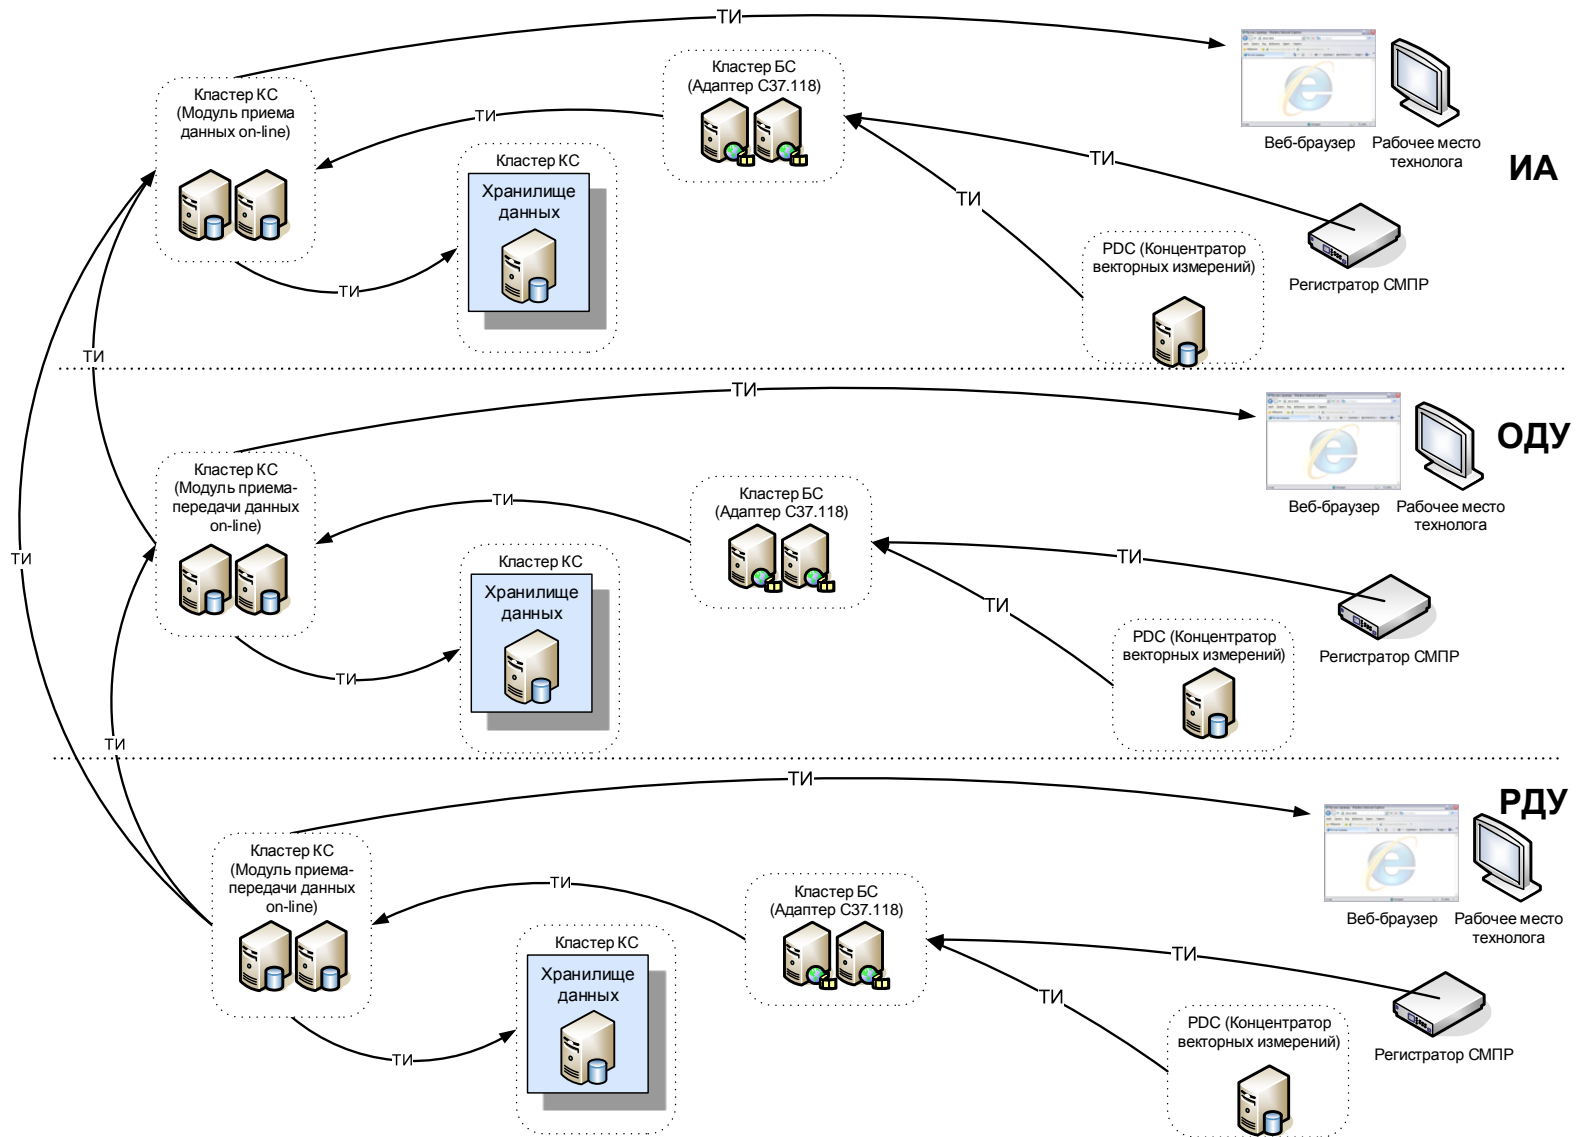 ТИ
Кластер БС
(Адаптер C37.118)
Кластер КС
(Модуль приема
данных on-line)
ТИ
Веб-браузер
Рабочее место
технолога
ИА
Кластер КС
Хранилище
данных
ТИ
ТИ
PDC (Концентратор
векторных измерений)
Регистратор СМПР
ТИ
ТИ
ТИ
ОДУ
Кластер КС
(Модуль приема-
передачи данных
on-line)
ТИ
Кластер БС
(Адаптер C37.118)
Веб-браузер
Рабочее место
технолога
ТИ
Кластер КС
Хранилище
данных
ТИ
ТИ
PDC (Концентратор
векторных измерений)
Регистратор СМПР
ТИ
ТИ
ТИ
РДУ
Кластер КС
(Модуль приема-
передачи данных
on-line)
ТИ
Кластер БС
(Адаптер C37.118)
Веб-браузер
Рабочее место
технолога
Кластер КС
Хранилище
данных
ТИ
ТИ
PDC (Концентратор
векторных измерений)
Регистратор СМПР
ТИ